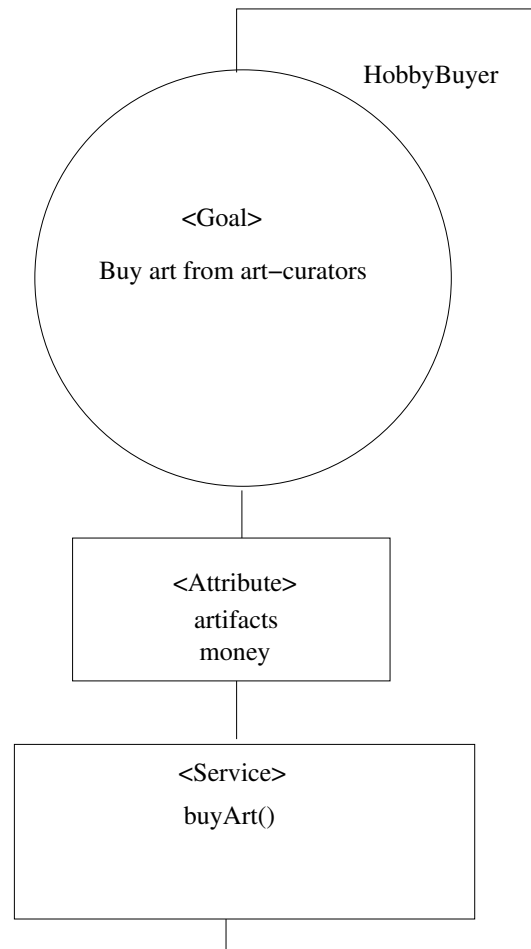 HobbyBuyer
<Goal>
Buy art from art−curators
<Attribute>
artifacts
money
<Service>
buyArt()